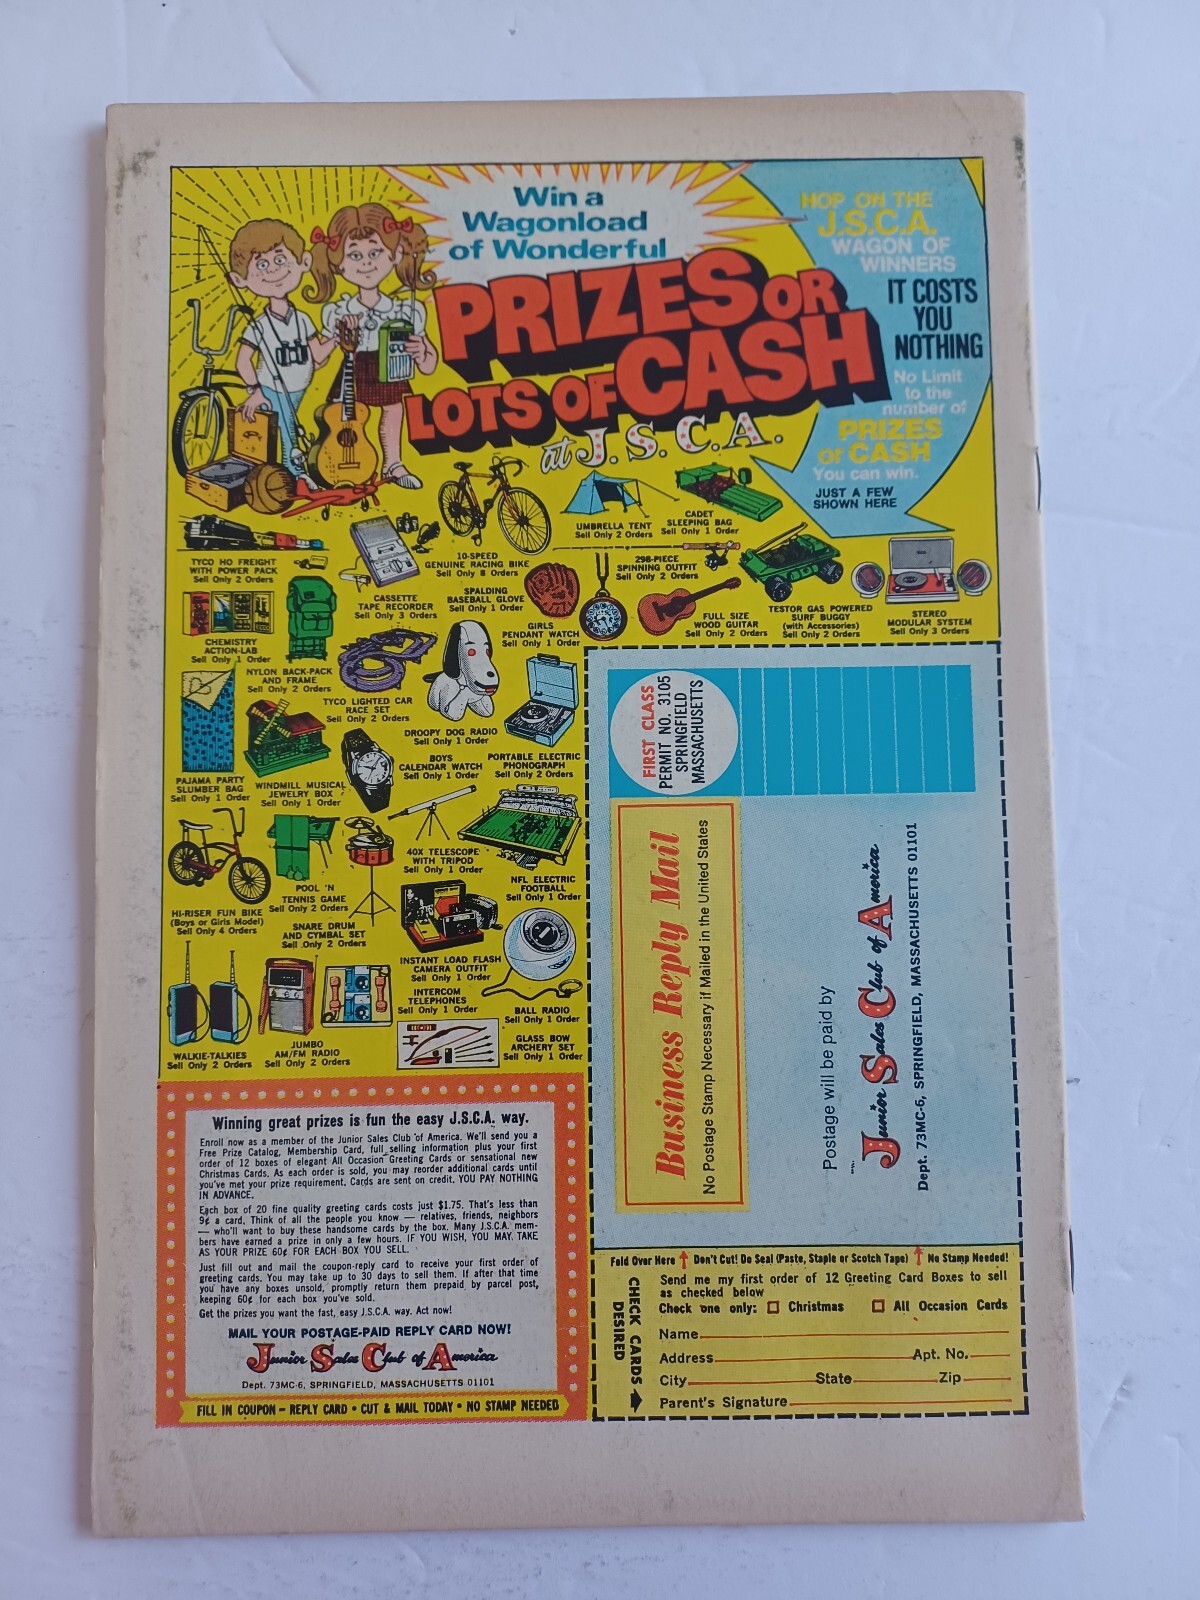 Win a
Wagonload
of Wonderful
PRIZES OR
LOTS OF CASH
at J.S.C.A.
HOP ON THE
J.S.C.A.
WAGON OF
WINNERS
IT COSTS
YOU
NOTHING
No Limit
to the
number of
PRIZES
of CASH
You can win.
JUST A FEW
SHOWN HERE
TYCO HO FREIGHT
WITH POWER PACK
Sell Only 2 Orders
CASSETTE
TAPE RECORDER
Sell Only 3 Orders
10-SPEED
GENUINE RACING BIKE
Sell Only 8 Orders
UMBRELLA TENT
Sell Only 2 Orders
CADET
SLEEPING BAG
Sell Only 1 Order
298-PIECE
SPINNING OUTFIT
Sell Only 2 Orders
SPALDING
BASEBALL GLOVE
Sell Only 1 Order
GIRLS
PENDANT WATCH
Sell Only 1 Order
FULL SIZE
WOOD GUITAR
Sell Only 2 Orders
TESTOR GAS POWERED
SURF BUGGY
(with Accessories)
Sell Only 2 Orders
STEREO
MODULAR SYSTEM
Sell Only 3 Orders
CHEMISTRY
ACTION-LAB
Sell Only 1 Order
NYLON BACK-PACK
AND FRAME
Sell Only 2 Orders
TYCO LIGHTED CAR
RACE SET
Sell Only 2 Orders
DROOPY DOG RADIO
Sell Only 1 Order
PAJAMA PARTY
SLUMBER BAG
Sell Only 1 Order
WINDMILL MUSICAL
JEWELRY BOX
Sell Only 1 Order
BOYS
CALENDAR WATCH
Sell Only 1 Order
PORTABLE ELECTRIC
PHONOGRAPH
Sell Only 2 Orders
40X TELESCOPE
WITH TRIPOD
Sell Only 1 Order
NFL ELECTRIC
FOOTBALL
Sell Only 1 Order
HI-RISER FUN BIKE
(Boys or Girls Model)
Sell Only 4 Orders
POOL 'N
TENNIS GAME
Sell Only 2 Orders
SNARE DRUM
AND CYMBAL SET
Sell Only 2 Orders
INSTANT LOAD FLASH
CAMERA OUTFIT
Sell Only 1 Order
INTERCOM
TELEPHONES
Sell Only 1 Order
BALL RADIO
Sell Only 1 Order
WALKIE-TALKIES
Sell Only 2 Orders
JUMBO
AM/FM RADIO
Sell Only 2 Orders
GLASS BOW
ARCHERY SET
Sell Only 1 Order
Winning great prizes is fun the easy J.S.C.A. way.
Enroll now as a member of the Junior Sales Club of America. We'll send you a
Free Prize Catalog, Membership Card, full selling information plus your first
order of 12 boxes of elegant All Occasion Greeting Cards or sensational new
Christmas Cards. As each order is sold, you may reorder additional cards until
you've met your prize requirement. Cards are sent on credit. YOU PAY NOTHING
IN ADVANCE.
Each box of 20 fine quality greeting cards costs just $1.75. That's less than
9¢ a card. Think of all the people you know — relatives, friends, neighbors
— who'll want to buy these handsome cards by the box. Many J.S.C.A. mem-
bers have earned a prize in only a few hours. IF YOU WISH, YOU MAY TAKE
AS YOUR PRIZE 60¢ FOR EACH BOX YOU SELL.
Just fill out and mail the coupon-reply card to receive your first order of
greeting cards. You may take up to 30 days to sell them. If after that time
you have any boxes unsold, promptly return them prepaid by parcel post,
keeping 60¢ for each box you've sold.
Get the prizes you want the fast, easy J.S.C.A. way. Act now!
MAIL YOUR POSTAGE-PAID REPLY CARD NOW!
Junior Sales Club of America
Dept. 73MC-6, SPRINGFIELD, MASSACHUSETTS 01101
FILL IN COUPON – REPLY CARD • CUT & MAIL TODAY • NO STAMP NEEDED
FIRST CLASS
PERMIT NO. 3105
SPRINGFIELD
MASSACHUSETTS
Business Reply Mail
No Postage Stamp Necessary if Mailed in the United States
Postage will be paid by
Junior Sales Club of America
Dept. 73MC-6, SPRINGFIELD, MASSACHUSETTS 01101
Fold Over Here Don't Cut! Do Seal (Paste, Staple or Scotch Tape) No Stamp Needed!
CHECK CARDS
DESIRED
Send me my first order of 12 Greeting Card Boxes to sell
as checked below
Check one only: Christmas All Occasion Cards
Name
Address Apt. No.
City State Zip
Parent's Signature